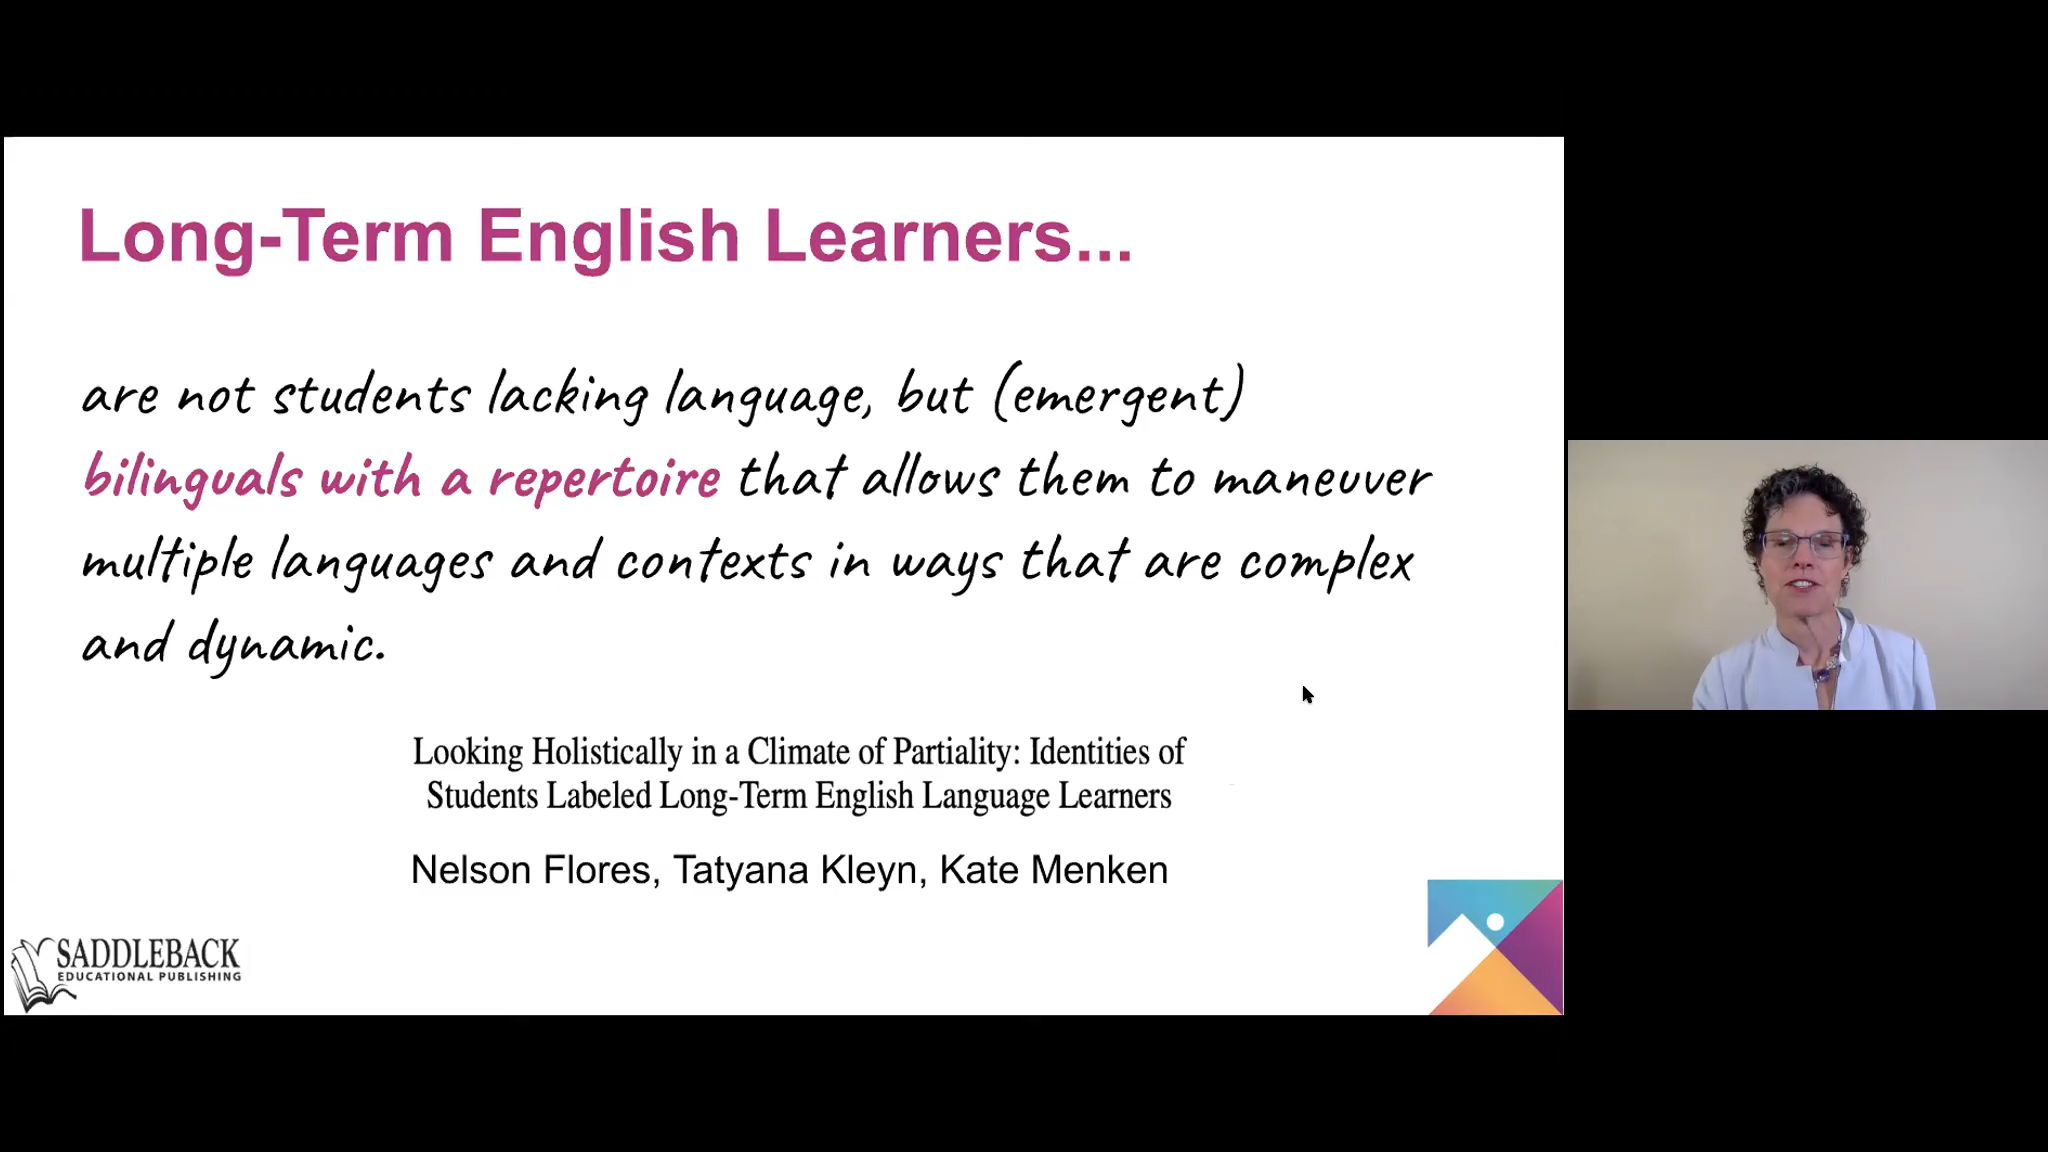 Long-Term English Learners...
are not students lacking language, but (emergent)
bilinguals with a repertoire that allows them to maneuver
multiple languages and contexts in ways that are complex
and dynamic.
Looking Holistically in a Climate of Partiality: Identities of
Students Labeled Long-Term English Language Learners
Nelson Flores, Tatyana Kleyn, Kate Menken
SADDLEBACK
EDUCATIONAL PUBLISHING